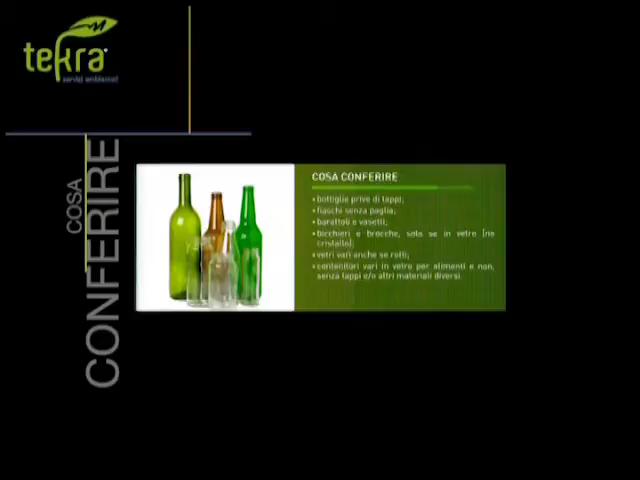 tekra
servizi ambientali
COSA
CONFERIRE
COSA CONFERIRE
• bottiglie prive di tappi;
• fiaschi senza paglia;
• barattoli e vasetti;
• bicchieri e brocche, solo se in vetro (no
cristallo);
• vetri vari anche se rotti;
• contenitori vari in vetro per alimenti e non,
senza tappi e/o altri materiali diversi.